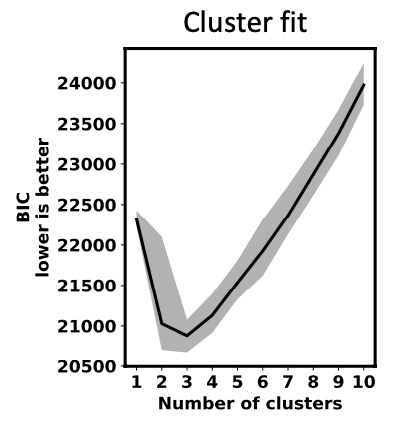 Cluster fit
BIC
lower is better
24000
23500
23000
22500
22000
21500
21000
20500
1 2 3 4 5 6 7 8 9 10
Number of clusters